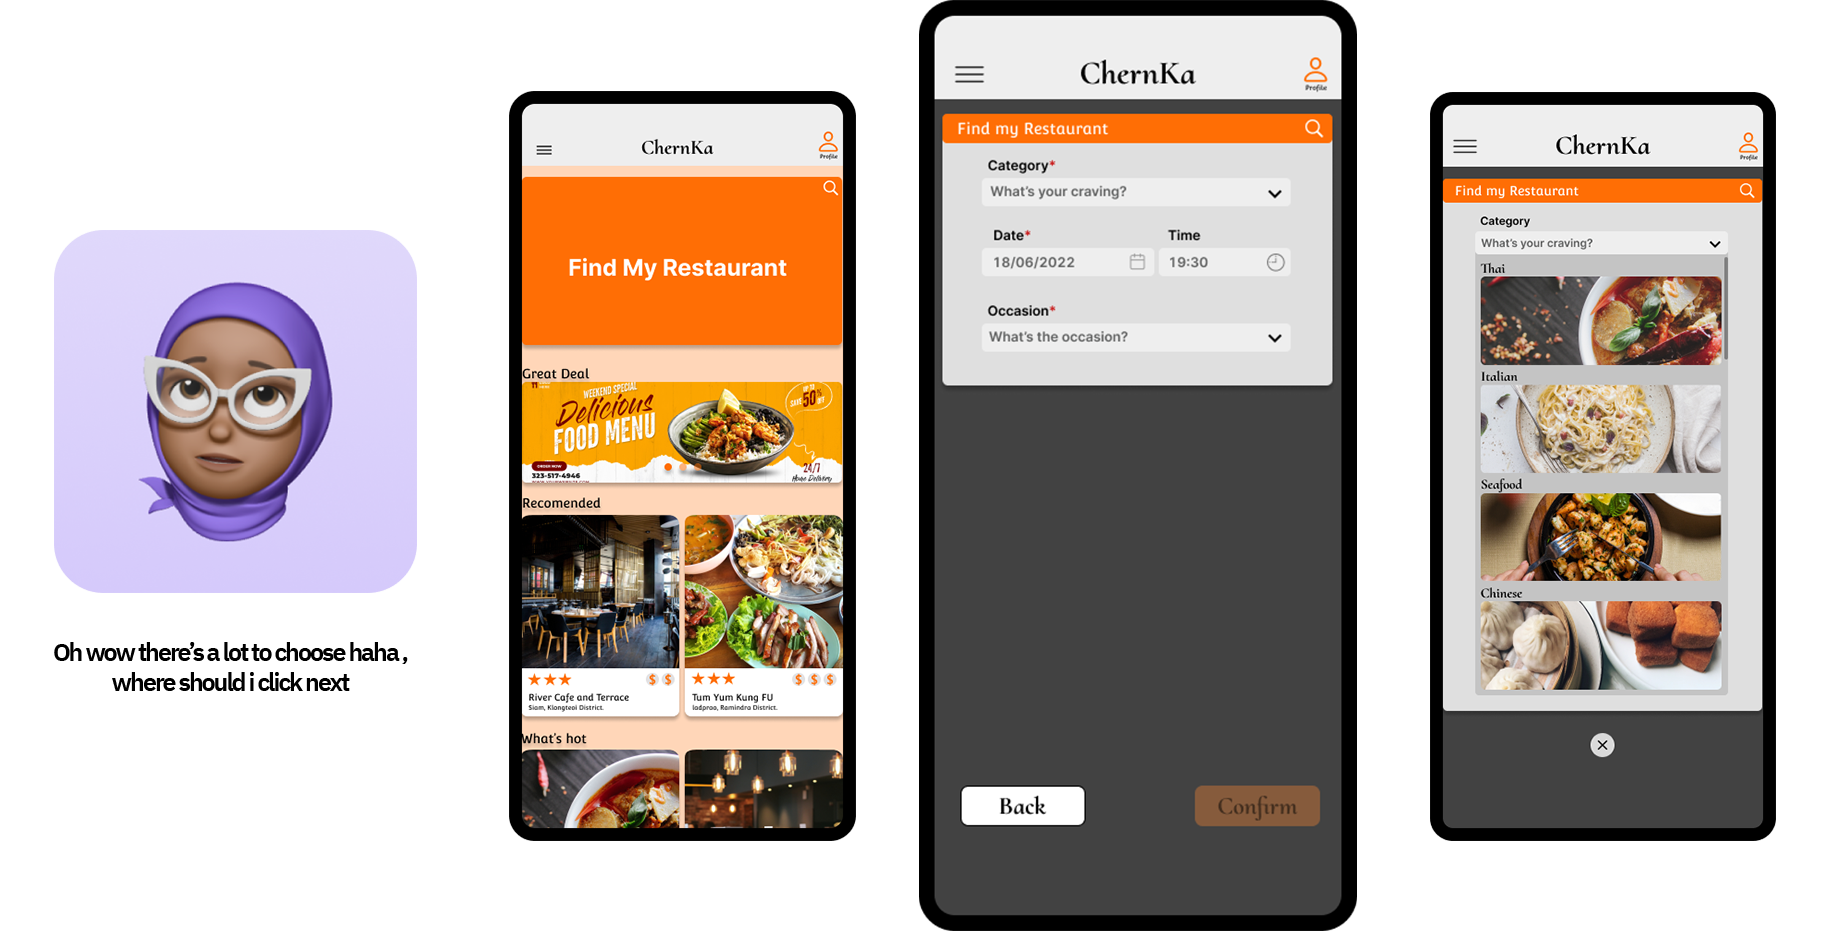 Oh wow there's a lot to choose haha ,
where should i click next
ChernKa
Profile
Find My Restaurant
Great Deal
WEEKEND SPECIAL
Delicious
FOOD MENU
UP TO
SAVE 50% OFF
ORDER NOW
323-517-4946
24/7
Home Delivery
Recomended
River Cafe and Terrace
Siam, Klongtoei District.
Tum Yum Kung FU
ladprao, Ramindra District.
What's hot
ChernKa
Profile
Find my Restaurant
Category*
What's your craving?
Date*
Time
18/06/2022
19:30
Occasion*
What's the occasion?
Back
Confirm
ChernKa
Profile
Find my Restaurant
Category
What's your craving?
Thai
Italian
Seafood
Chinese